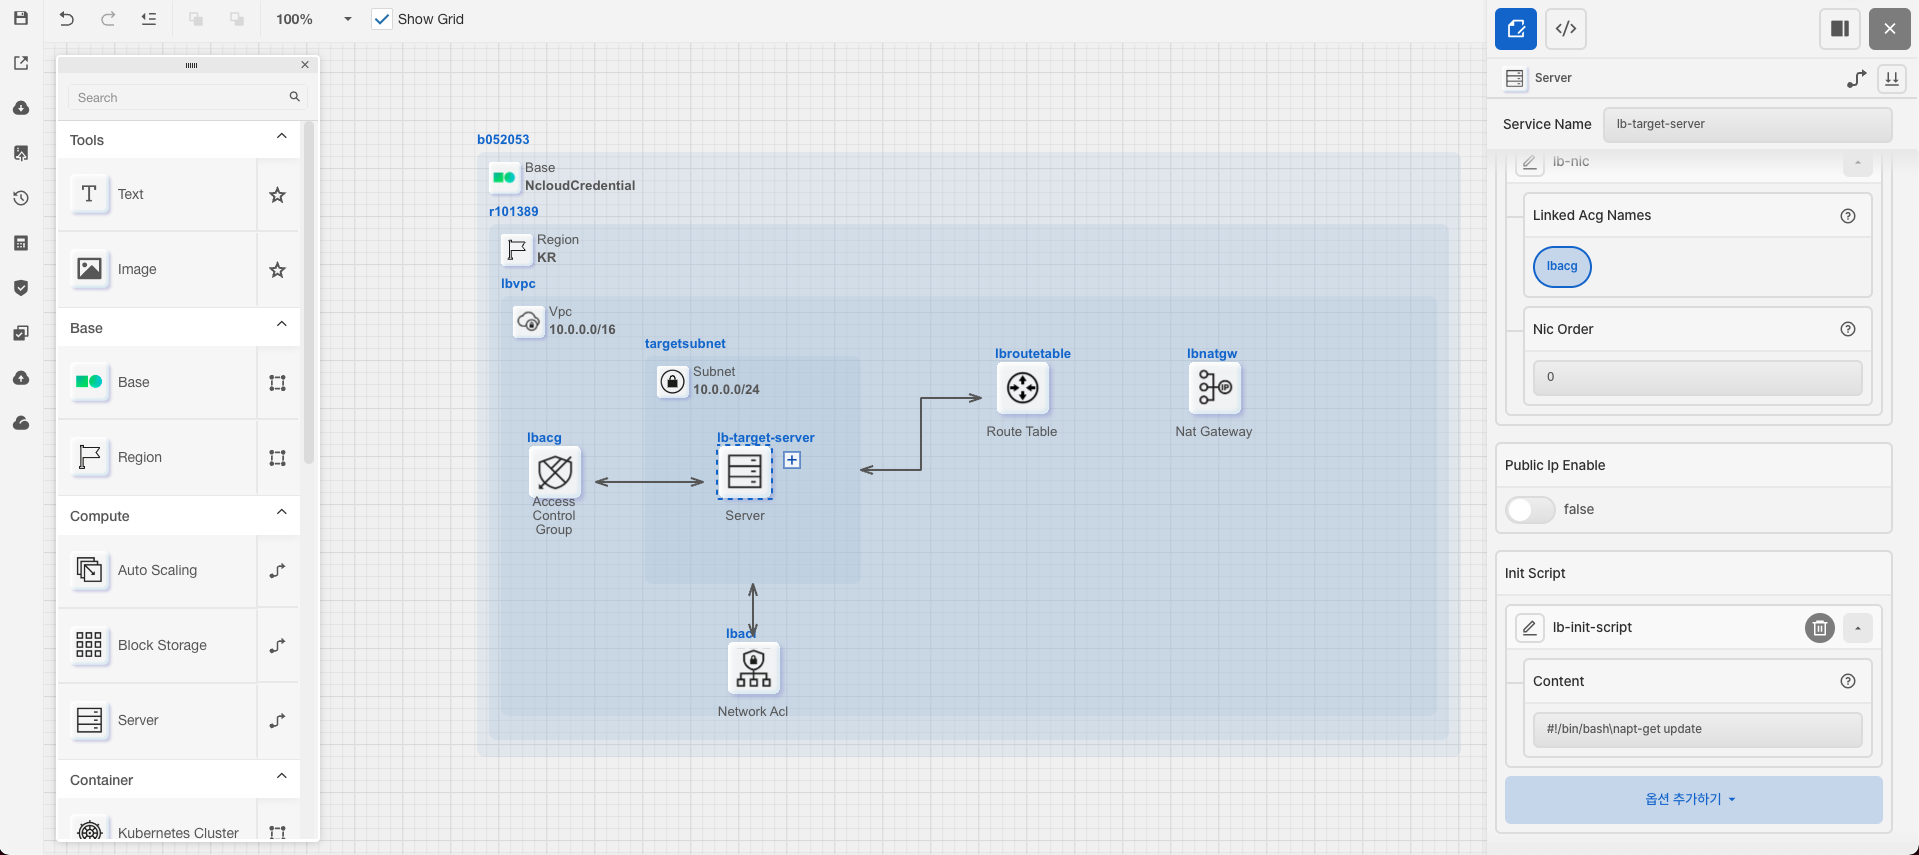 100%
Show Grid
Search
Tools
Text
Image
Base
Base
Region
Compute
Auto Scaling
Block Storage
Server
Container
Kubernetes Cluster
b052053
Base
NcloudCredential
r101389
Region
KR
lbvpc
Vpc
10.0.0.0/16
targetsubnet
Subnet
10.0.0.0/24
lbacg
Access
Control
Group
lb-target-server
Server
lbroutetable
Route Table
lbnatgw
IP
Nat Gateway
lbacl
Network Acl
Server
Service Name
lb-target-server
lb-nic
Linked Acg Names
lbacg
Nic Order
0
Public Ip Enable
false
Init Script
lb-init-script
Content
#!/bin/bash\napt-get update
옵션 추가하기